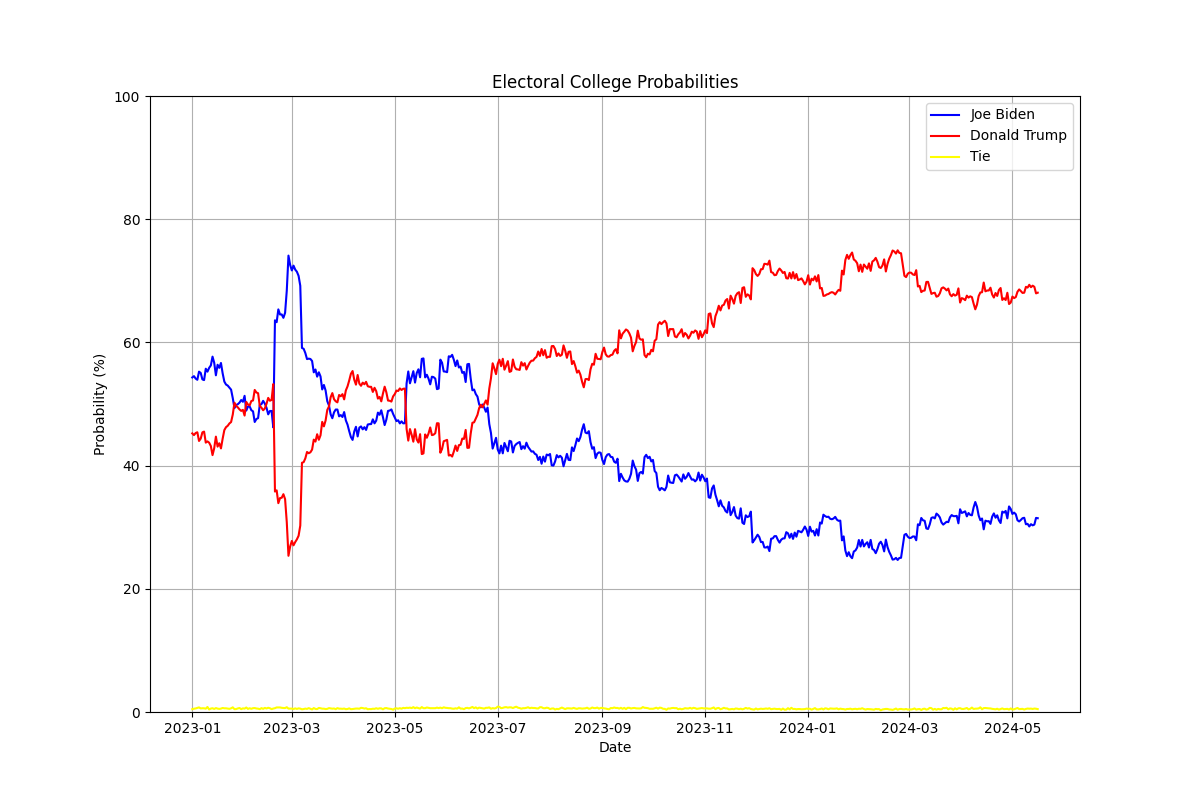 Electoral College Probabilities
Joe Biden
Donald Trump
Tie
Probability (%)
100
80
60
40
20
0
2023-01 2023-03 2023-05 2023-07 2023-09 2023-11 2024-01 2024-03 2024-05
Date